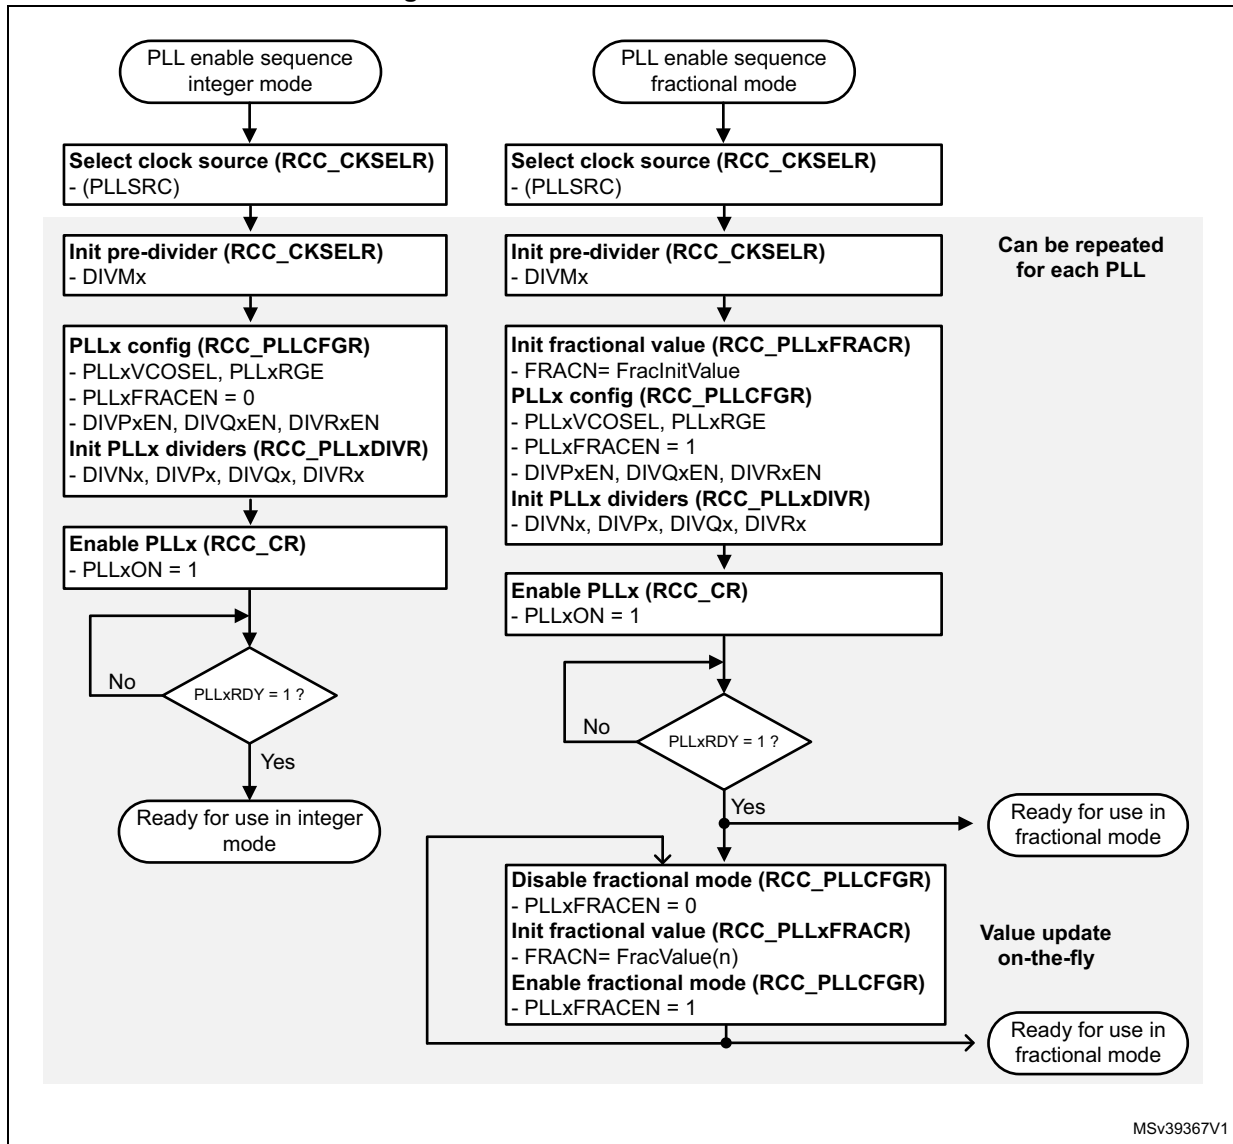 PLL enable sequence
integer mode
Select clock source (RCC_CKSELR)
- (PLLSRC)
Init pre-divider (RCC_CKSELR)
- DIVMx
PLLx config (RCC_PLLCFGR)
- PLLxVCOSEL, PLLxRGE
- PLLxFRACEN = 0
- DIVPxEN, DIVQxEN, DIVRxEN
Init PLLx dividers (RCC_PLLxDIVR)
- DIVNx, DIVPx, DIVQx, DIVRx
Enable PLLx (RCC_CR)
- PLLxON = 1
No
PLLxRDY = 1 ?
Yes
Ready for use in integer
mode
PLL enable sequence
fractional mode
Select clock source (RCC_CKSELR)
- (PLLSRC)
Init pre-divider (RCC_CKSELR)
- DIVMx
Can be repeated
for each PLL
Init fractional value (RCC_PLLxFRACR)
- FRACN= FracInitValue
PLLx config (RCC_PLLCFGR)
- PLLxVCOSEL, PLLxRGE
- PLLxFRACEN = 1
- DIVPxEN, DIVQxEN, DIVRxEN
Init PLLx dividers (RCC_PLLxDIVR)
- DIVNx, DIVPx, DIVQx, DIVRx
Enable PLLx (RCC_CR)
- PLLxON = 1
No
PLLxRDY = 1 ?
Yes
Ready for use in
fractional mode
Disable fractional mode (RCC_PLLCFGR)
- PLLxFRACEN = 0
Init fractional value (RCC_PLLxFRACR)
- FRACN= FracValue(n)
Enable fractional mode (RCC_PLLCFGR)
- PLLxFRACEN = 1
Value update
on-the-fly
Ready for use in
fractional mode
MSv39367V1